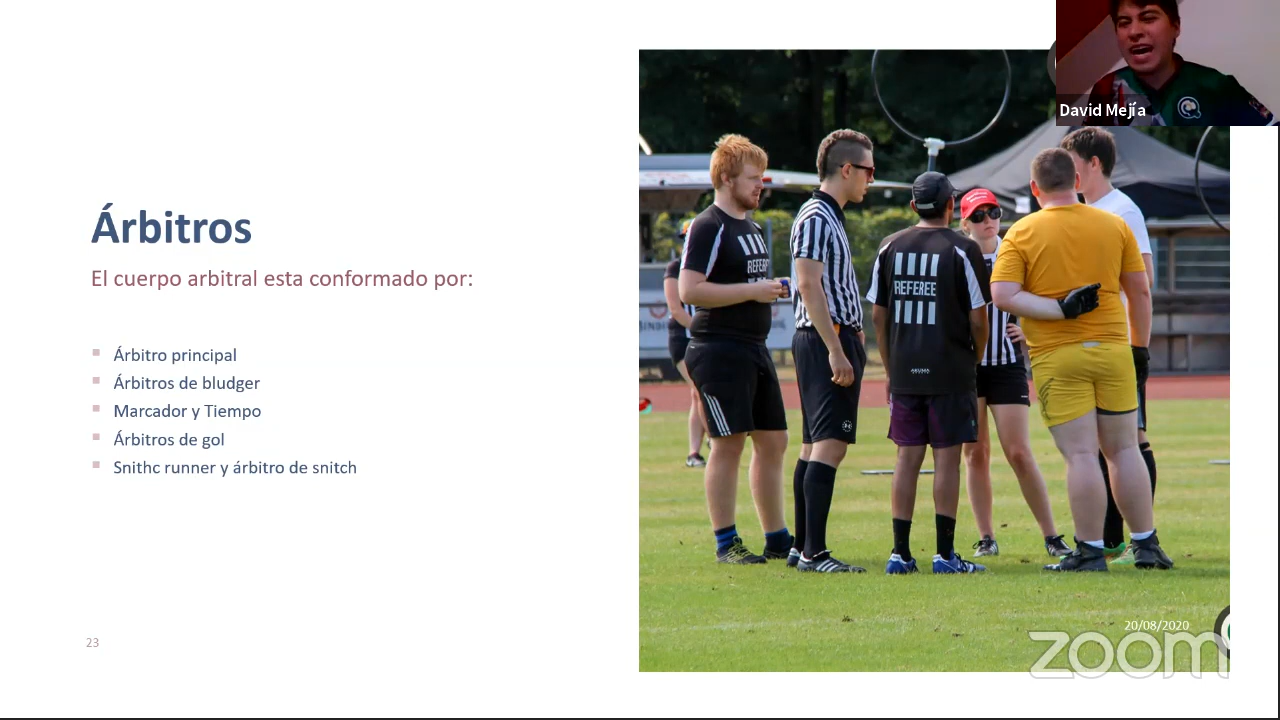 David Mejía
Árbitros
El cuerpo arbitral esta conformado por:
Árbitro principal
Árbitros de bludger
Marcador y Tiempo
Árbitros de gol
Snithc runner y árbitro de snitch
REFEREE
23
20/08/2020
zoom